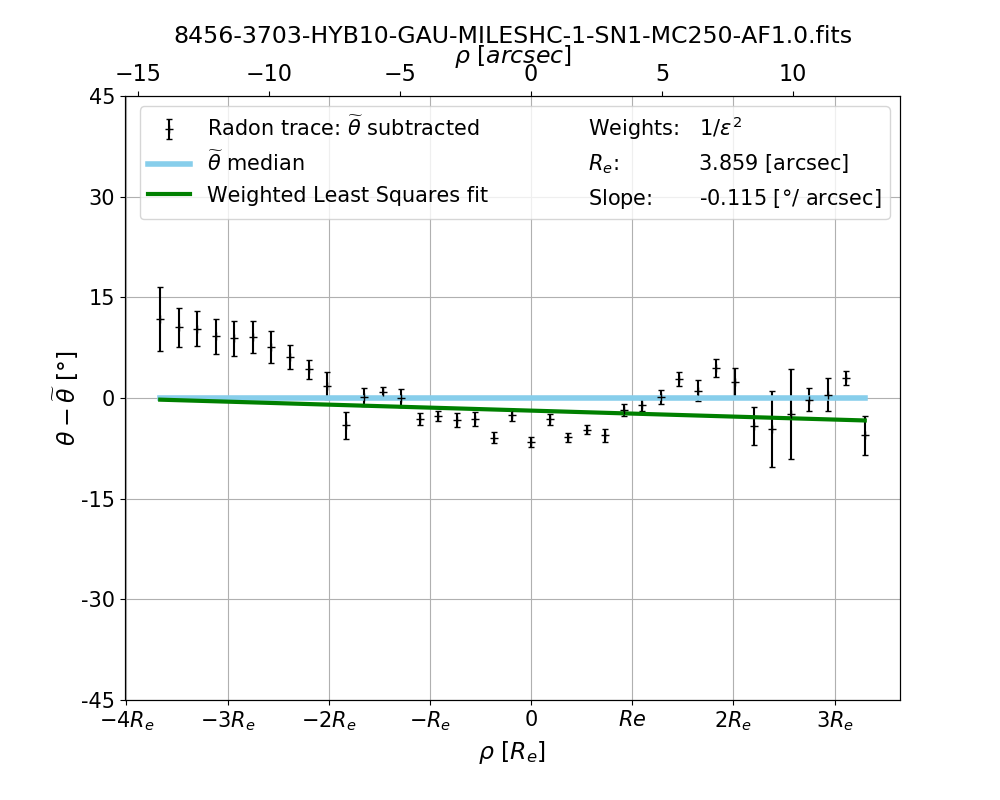 8456-3703-HYB10-GAU-MILESHC-1-SN1-MC250-AF1.0.fits
ρ [arcsec]
−15 −10 −5 0 5 10
45
30
15
0
-15
-30
-45
θ − θ̃ [°]
Radon trace: θ̃ subtracted
θ̃ median
Weighted Least Squares fit
Weights: 1/ε²
Rₑ: 3.859 [arcsec]
Slope: -0.115 [°/ arcsec]
−4Rₑ −3Rₑ −2Rₑ −Rₑ 0 Re 2Rₑ 3Rₑ
ρ [Rₑ]